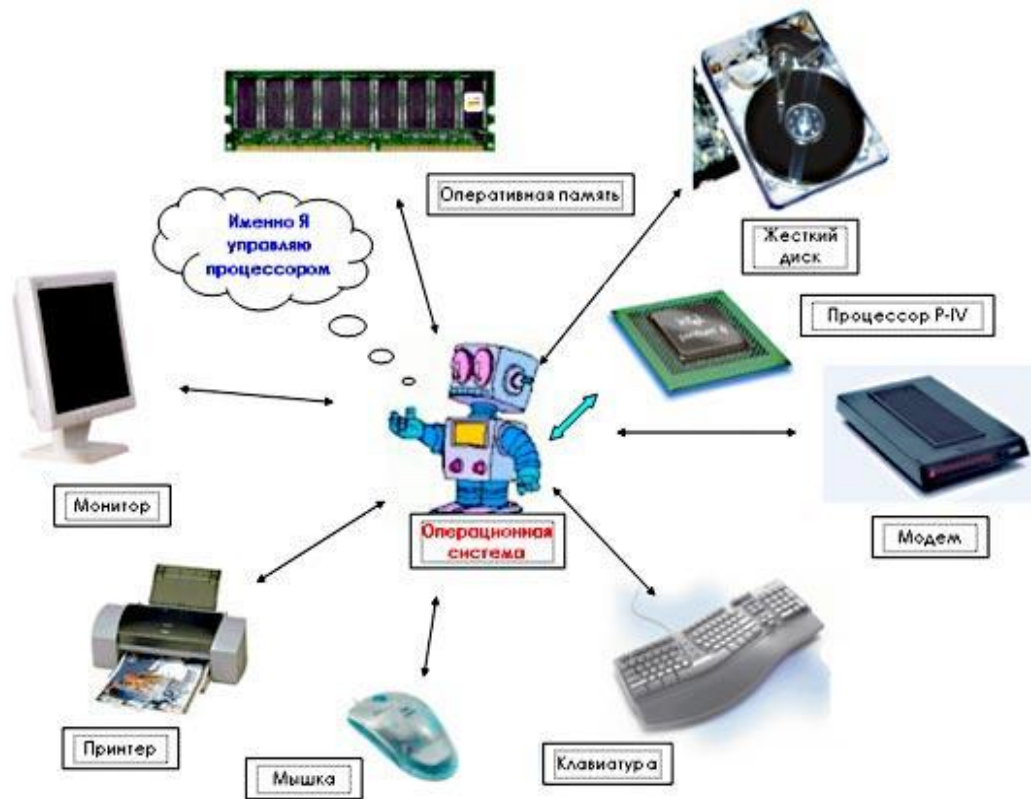 Оперативная память
Именно Я
управляю
процессором
Жесткий
диск
Процессор P-IV
Монитор
Операционная
система
Модем
Принтер
Мышка
Клавиатура